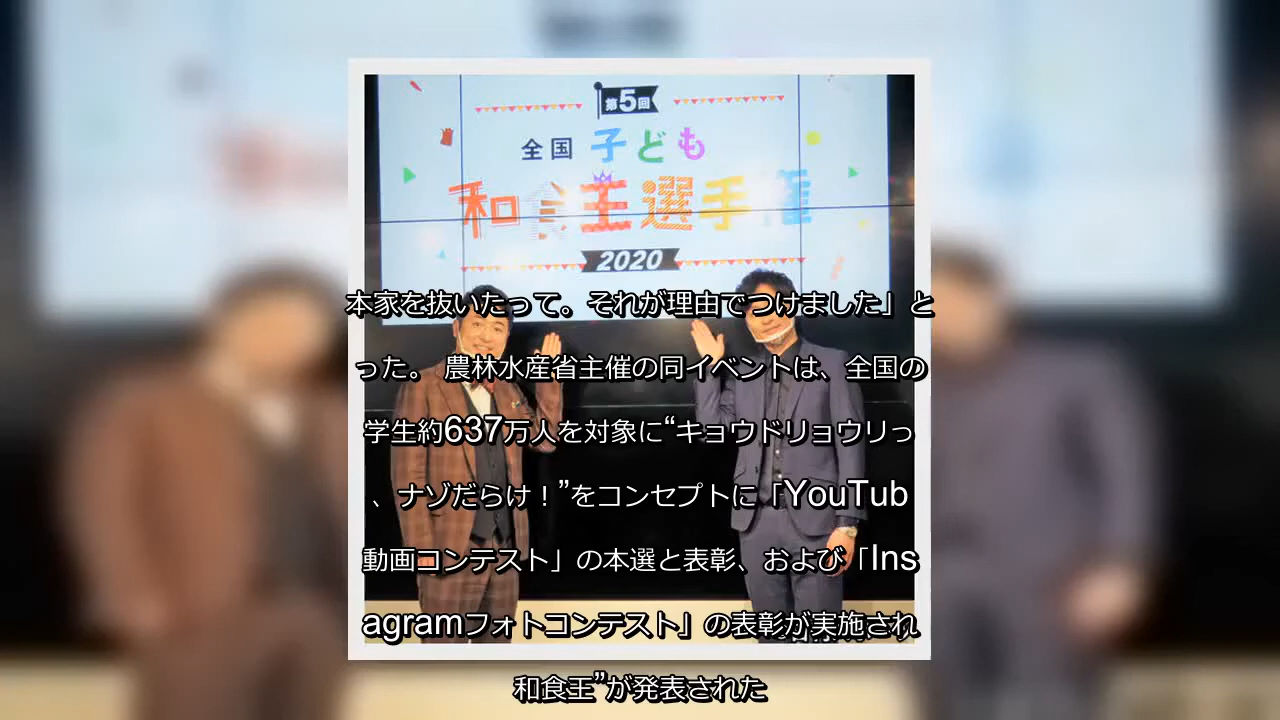 第5回
全国 子ども
和食王選手権
2020
本家を抜いたって。それが理由でつけました」と
った。 農林水産省主催の同イベントは、全国の
学生約637万人を対象に“キョウドリョウリっ
、ナゾだらけ！”をコンセプトに「YouTub
動画コンテスト」の本選と表彰、および「Ins
agramフォトコンテスト」の表彰が実施され
和食王”が発表された